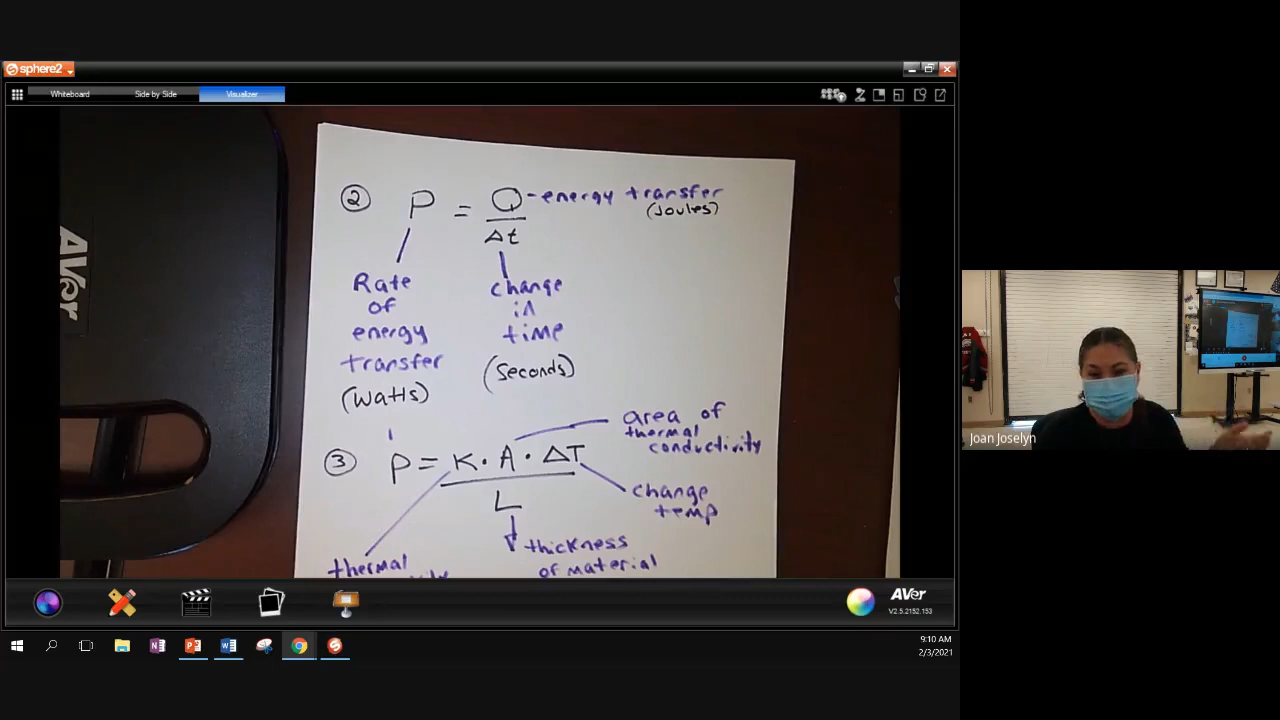 sphere2
Whiteboard Side by Side Visualizer
AVer
② P = Q - energy transfer
(Joules)
Δt
Rate
of
energy
transfer
(Watts)
change
in
time
(seconds)
③ P = K · A · ΔT
L
area of
thermal
conductivity
change
temp
thickness
of material
thermal
Joan Joselyn
AVer
V2.5.2152.153
9:10 AM
2/3/2021